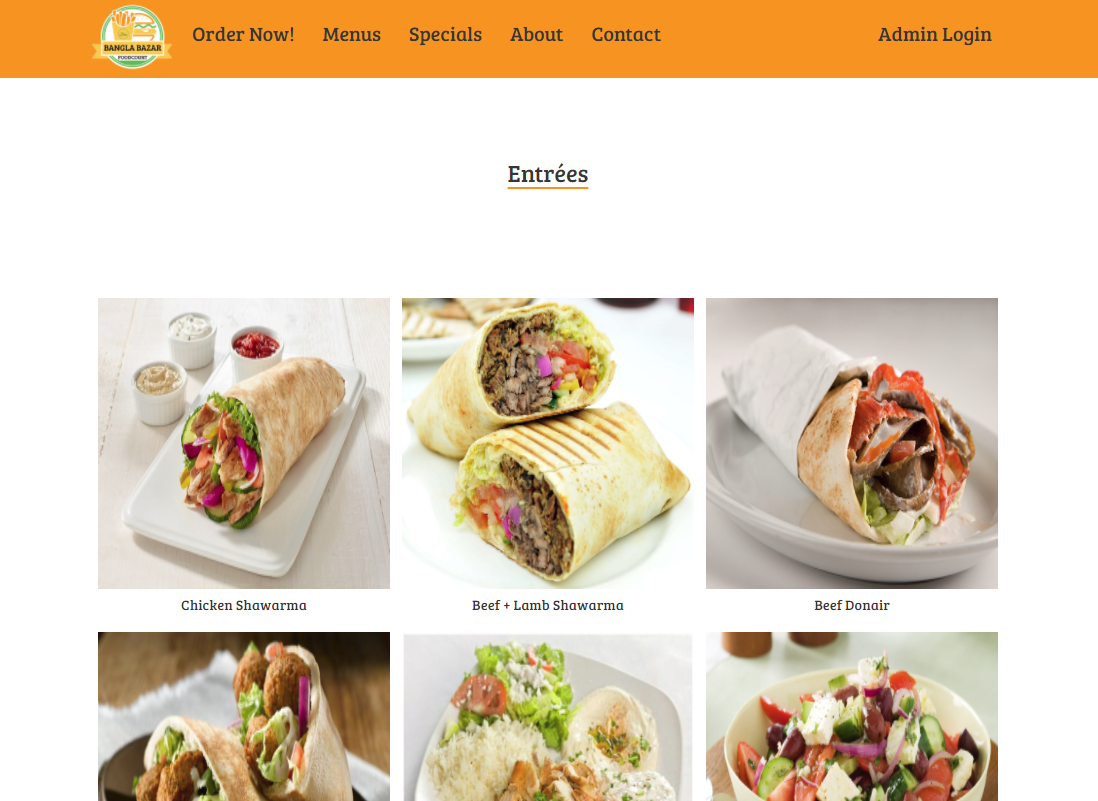 BANGLA BAZAR
FOODCOURT
Order Now! Menus Specials About Contact Admin Login
Entrées
Chicken Shawarma Beef + Lamb Shawarma Beef Donair